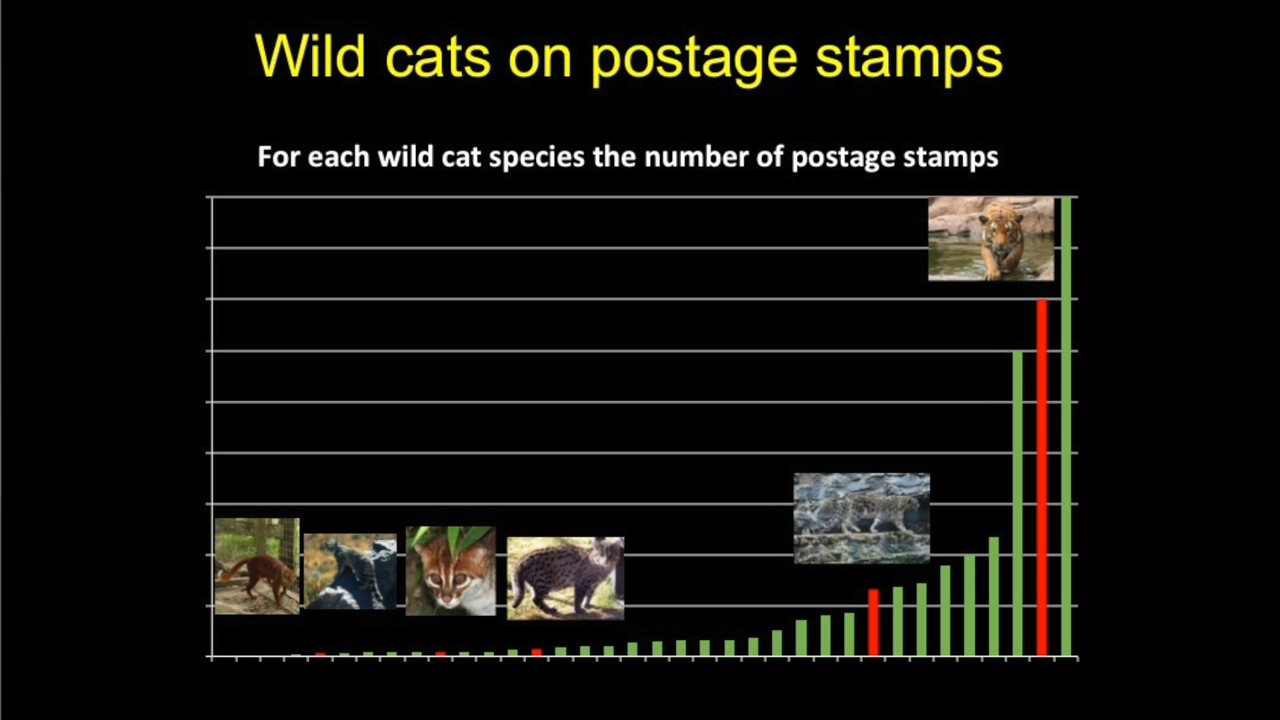 Wild cats on postage stamps
For each wild cat species the number of postage stamps